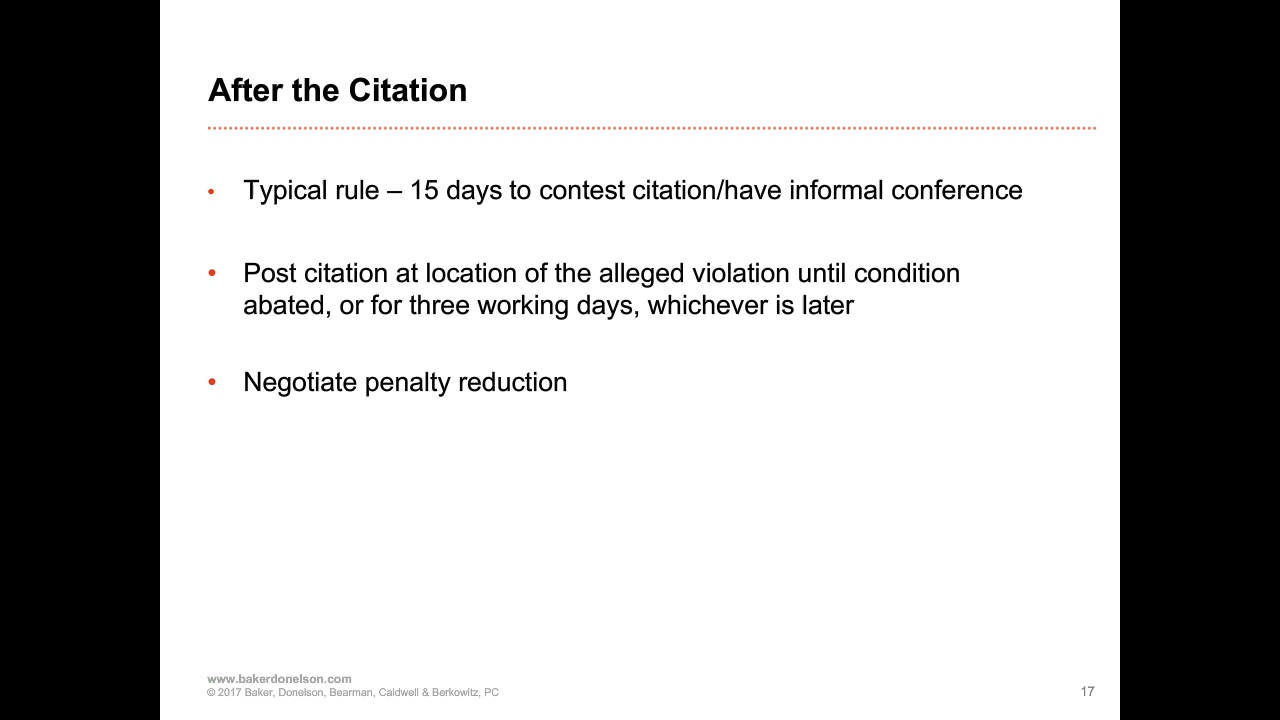 After the Citation
• Typical rule – 15 days to contest citation/have informal conference
• Post citation at location of the alleged violation until condition
abated, or for three working days, whichever is later
• Negotiate penalty reduction
www.bakerdonelson.com
© 2017 Baker, Donelson, Bearman, Caldwell & Berkowitz, PC
17